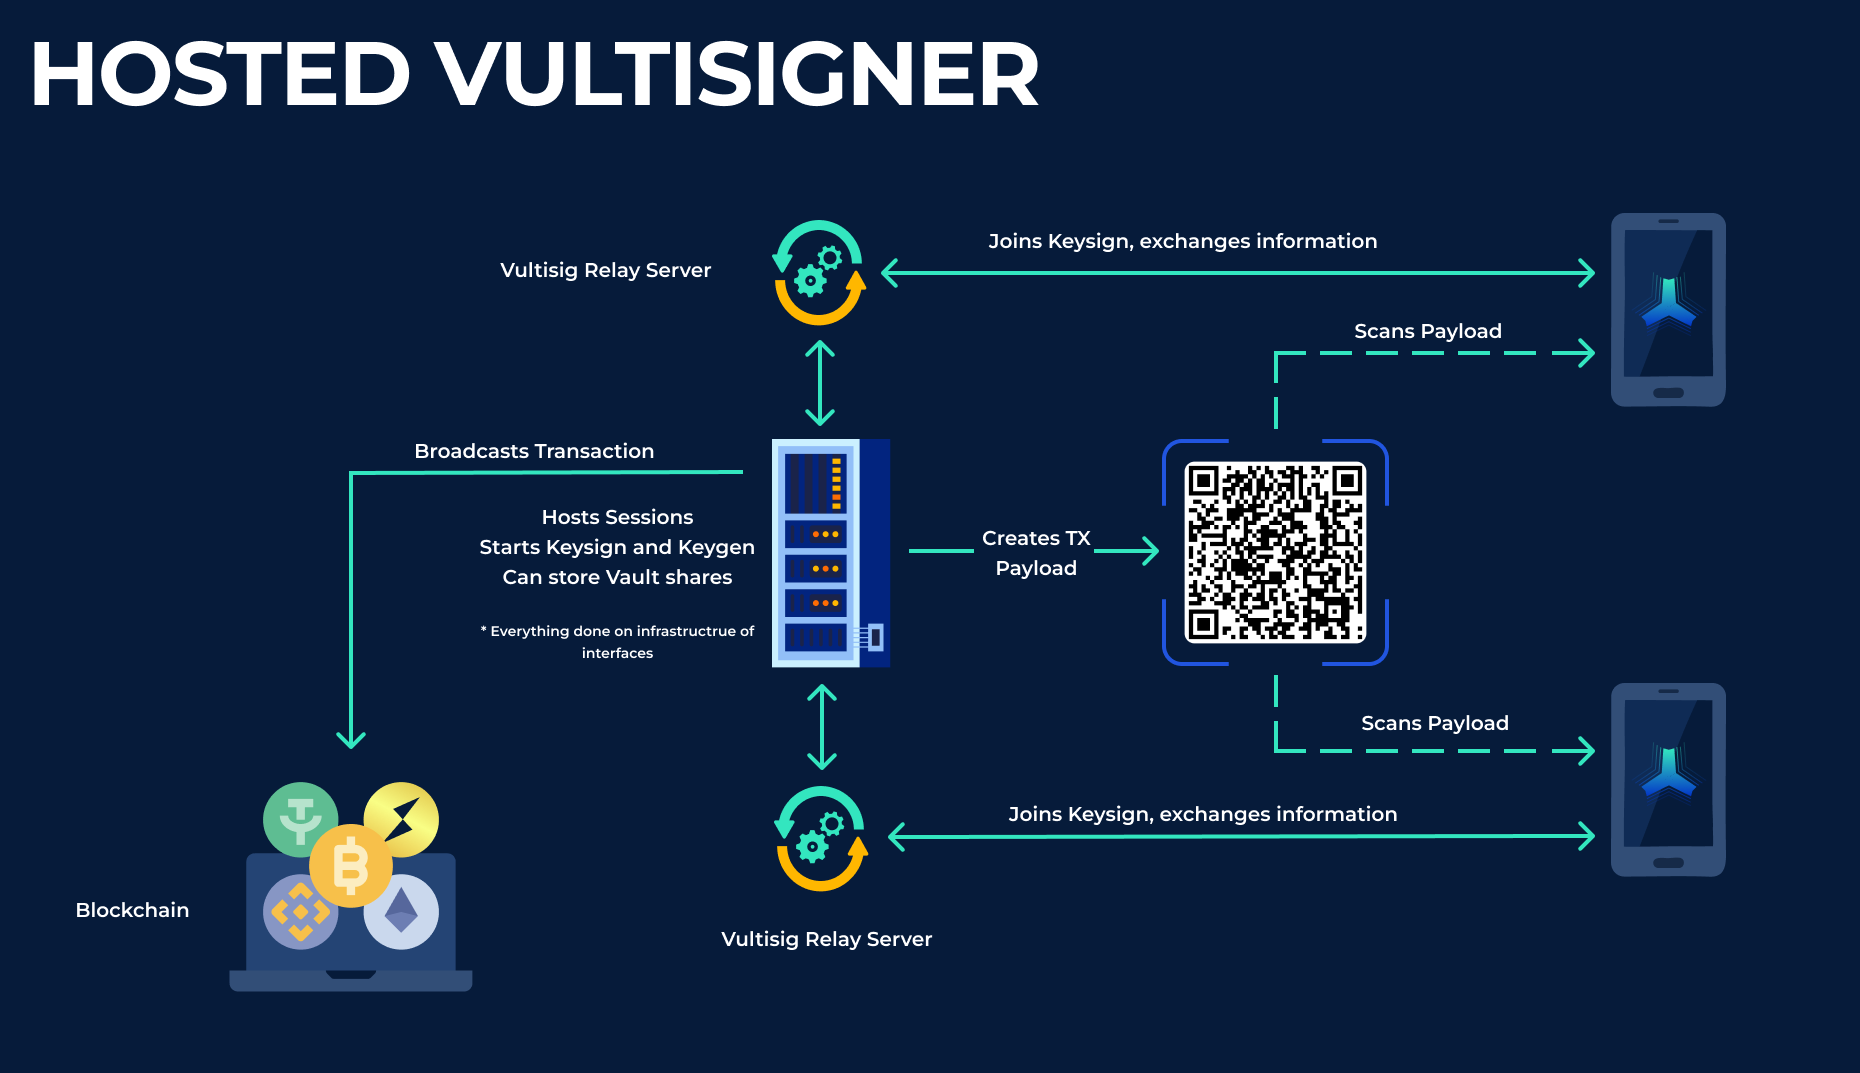 HOSTED VULTISIGNER
Joins Keysign, exchanges information
Vultisig Relay Server
Scans Payload
Broadcasts Transaction
Hosts Sessions
Starts Keysign and Keygen
Can store Vault shares
* Everything done on infrastructrue of
interfaces
Creates TX
Payload
Scans Payload
Joins Keysign, exchanges information
Blockchain
Vultisig Relay Server